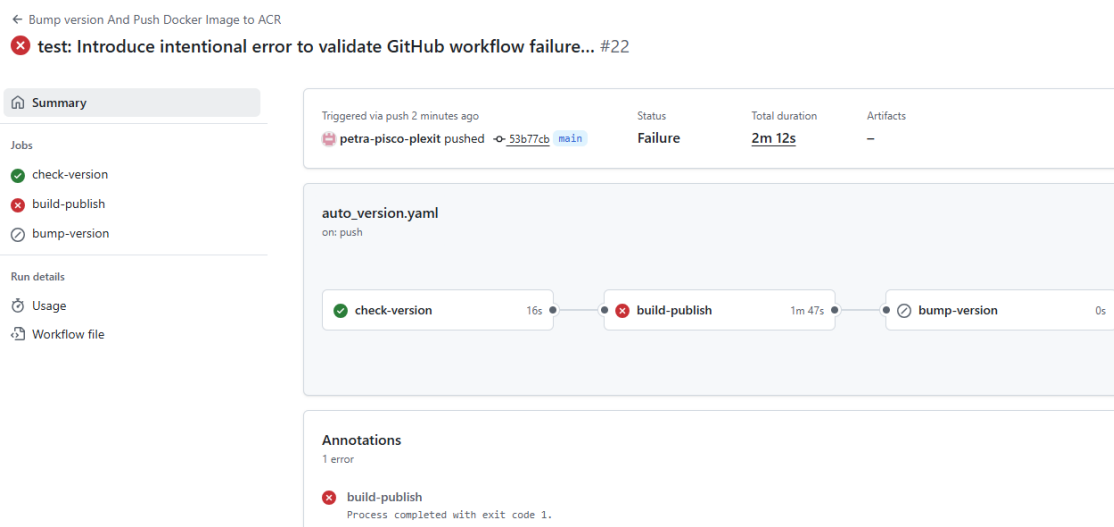 Bump version And Push Docker Image to ACR
test: Introduce intentional error to validate GitHub workflow failure... #22
Summary
Jobs
check-version
build-publish
bump-version
Run details
Usage
Workflow file
Triggered via push 2 minutes ago
petra-pisco-plexit pushed 53b77cb main
Status
Failure
Total duration
2m 12s
Artifacts
–
auto_version.yaml
on: push
check-version 16s
build-publish 1m 47s
bump-version 0s
Annotations
1 error
build-publish
Process completed with exit code 1.